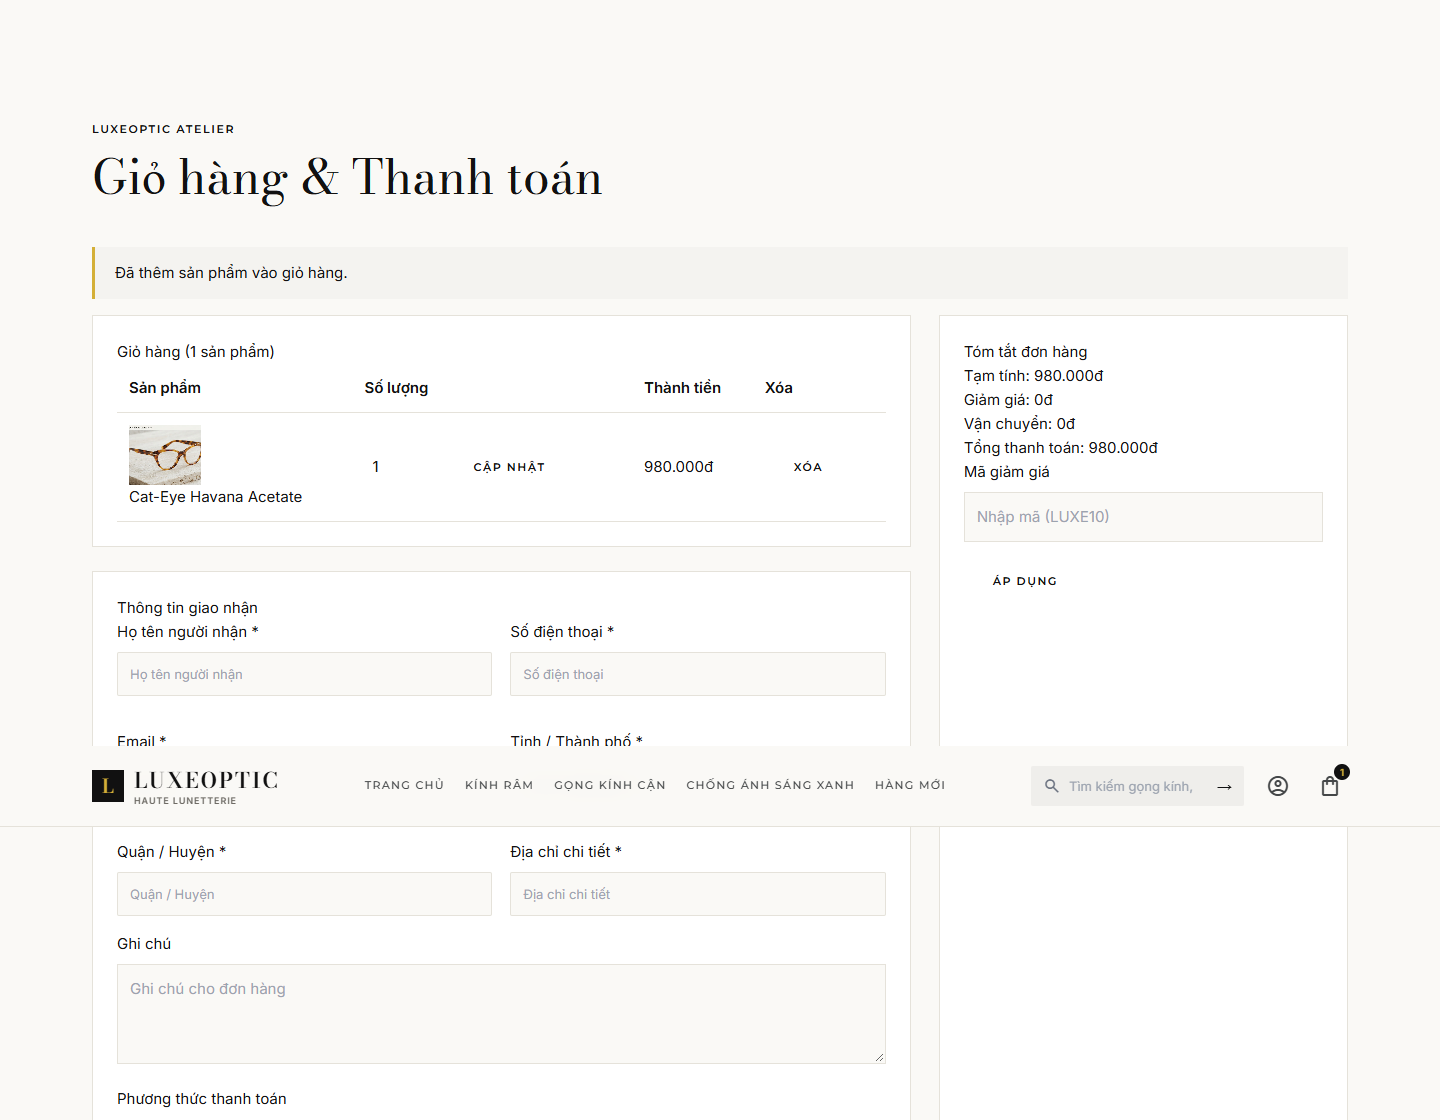 LUXEOPTIC ATELIER
Giỏ hàng & Thanh toán
Đã thêm sản phẩm vào giỏ hàng.
Giỏ hàng (1 sản phẩm)
Sản phẩm Số lượng Thành tiền Xóa
1 CẬP NHẬT 980.000đ XÓA
Cat-Eye Havana Acetate
Tóm tắt đơn hàng
Tạm tính: 980.000đ
Giảm giá: 0đ
Vận chuyển: 0đ
Tổng thanh toán: 980.000đ
Mã giảm giá
Nhập mã (LUXE10)
ÁP DỤNG
Thông tin giao nhận
Họ tên người nhận * Số điện thoại *
Họ tên người nhận Số điện thoại
Email * Tỉnh / Thành phố *
L LUXEOPTIC
HAUTE LUNETTERIE
TRANG CHỦ KÍNH RÂM GỌNG KÍNH CẬN CHỐNG ÁNH SÁNG XANH HÀNG MỚI
Tìm kiếm gọng kính, → 1
Quận / Huyện * Địa chỉ chi tiết *
Quận / Huyện Địa chỉ chi tiết
Ghi chú
Ghi chú cho đơn hàng
Phương thức thanh toán